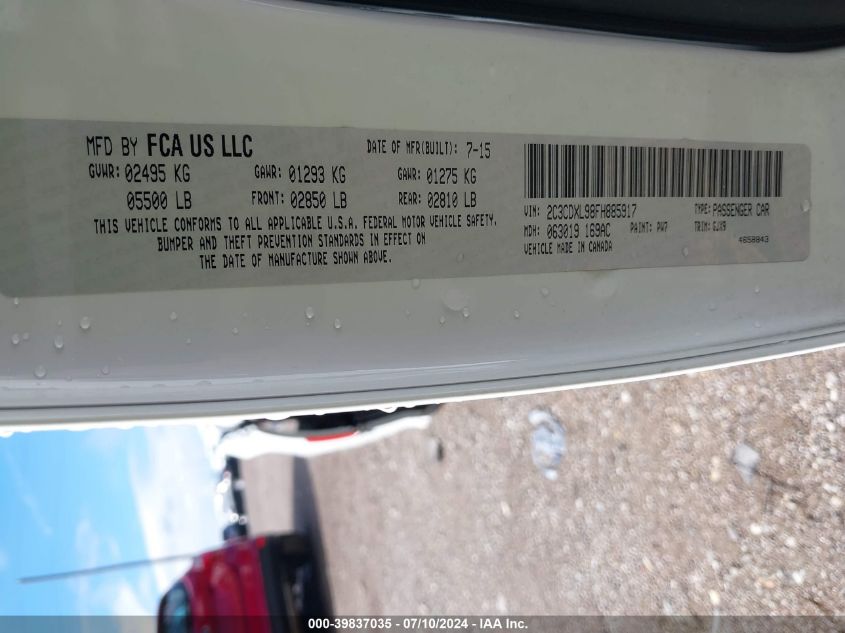 MFD BY FCA US LLC
DATE OF MFR(BUILT): 7-15
GVWR: 02495 KG GAWR: 01293 KG GAWR: 01275 KG
05500 LB FRONT: 02850 LB REAR: 02810 LB
THIS VEHICLE CONFORMS TO ALL APPLICABLE U.S.A. FEDERAL MOTOR VEHICLE SAFETY,
BUMPER AND THEFT PREVENTION STANDARDS IN EFFECT ON
THE DATE OF MANUFACTURE SHOWN ABOVE.
VIN: 2C3CDXL98FH885917 TYPE: PASSENGER CAR
MDH: 063019 169AC PAINT: PW7 TRIM: GJX9
VEHICLE MADE IN CANADA
4658843
000-39837035 - 07/10/2024 - IAA Inc.